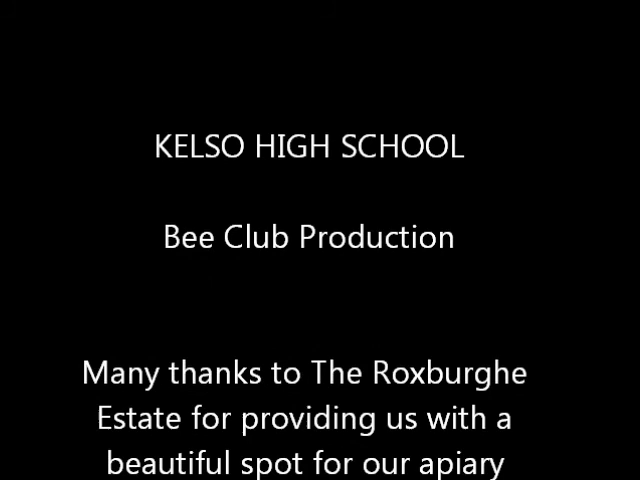 KELSO HIGH SCHOOL
Bee Club Production
Many thanks to The Roxburghe
Estate for providing us with a
beautiful spot for our apiary